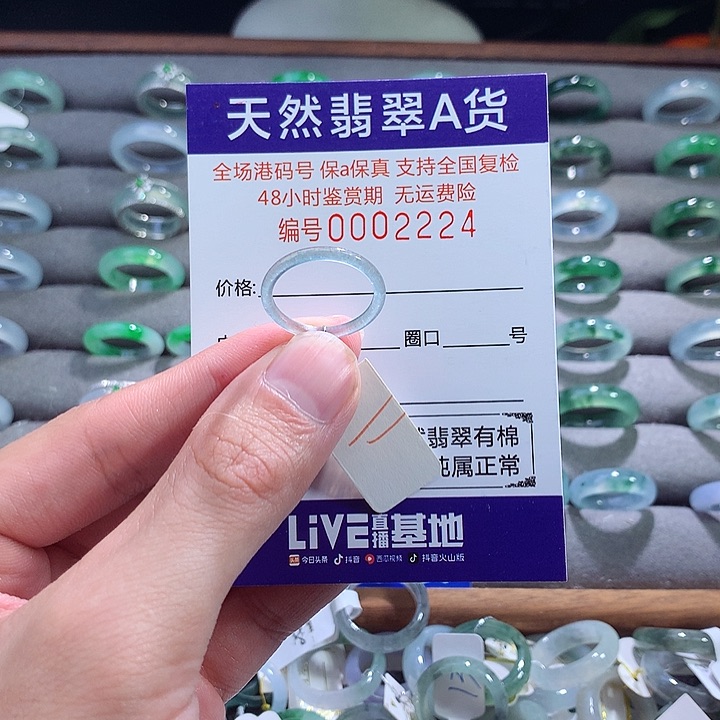 天然翡翠A货
全场港码号 保a保真 支持全国复检
48小时鉴赏期 无运费险
编号0002224
价格:
圈口 号
翡翠有棉
纯属正常
LiVE直播基地
头条 今日头条 抖音 西瓜视频 抖音火山版